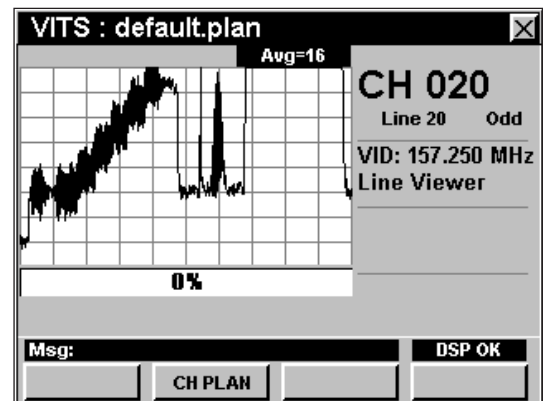 VITS : default.plan
Avg=16
CH 020
Line 20 Odd
VID: 157.250 MHz
Line Viewer
0%
Msg: DSP OK
CH PLAN